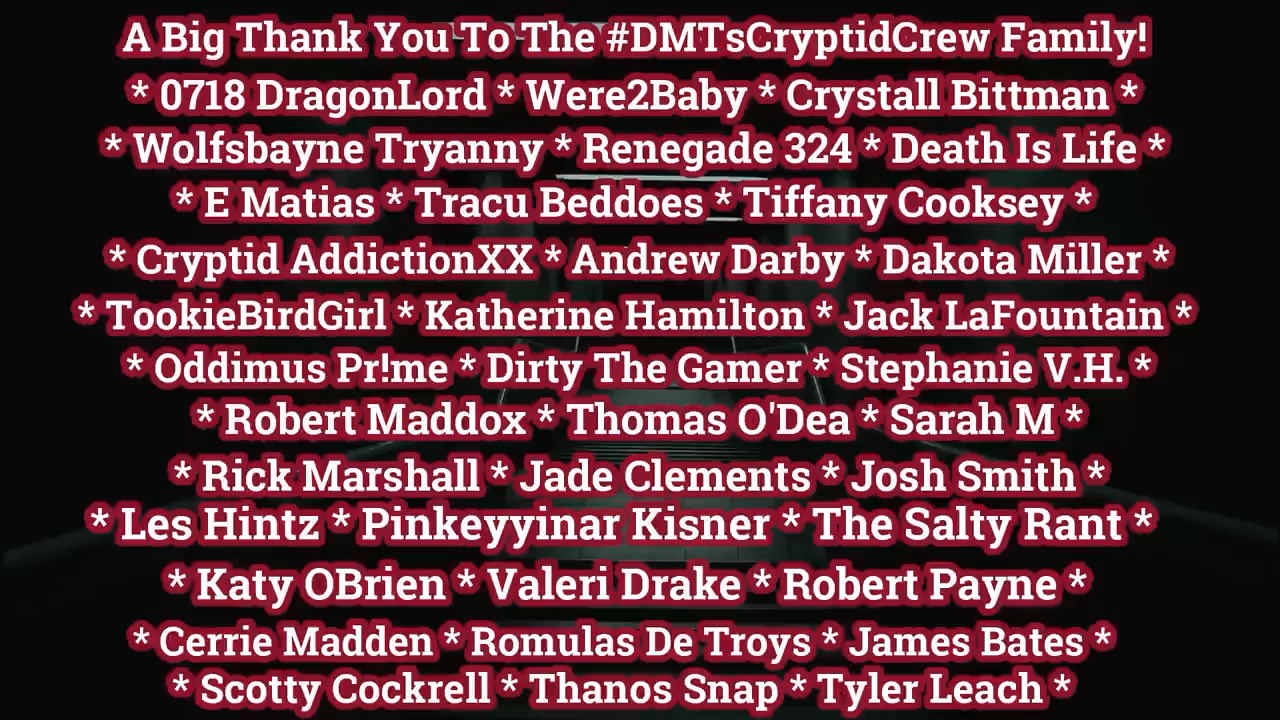 A Big Thank You To The #DMTsCryptidCrew Family!
* 0718 DragonLord * Were2Baby * Crystall Bittman *
* Wolfsbayne Tryanny * Renegade 324 * Death Is Life *
* E Matias * Tracu Beddoes * Tiffany Cooksey *
* Cryptid AddictionXX * Andrew Darby * Dakota Miller *
* TookieBirdGirl * Katherine Hamilton * Jack LaFountain *
* Oddimus Pr!me * Dirty The Gamer * Stephanie V.H. *
* Robert Maddox * Thomas O'Dea * Sarah M *
* Rick Marshall * Jade Clements * Josh Smith *
* Les Hintz * Pinkeyyinar Kisner * The Salty Rant *
* Katy OBrien * Valeri Drake * Robert Payne *
* Cerrie Madden * Romulas De Troys * James Bates *
* Scotty Cockrell * Thanos Snap * Tyler Leach *